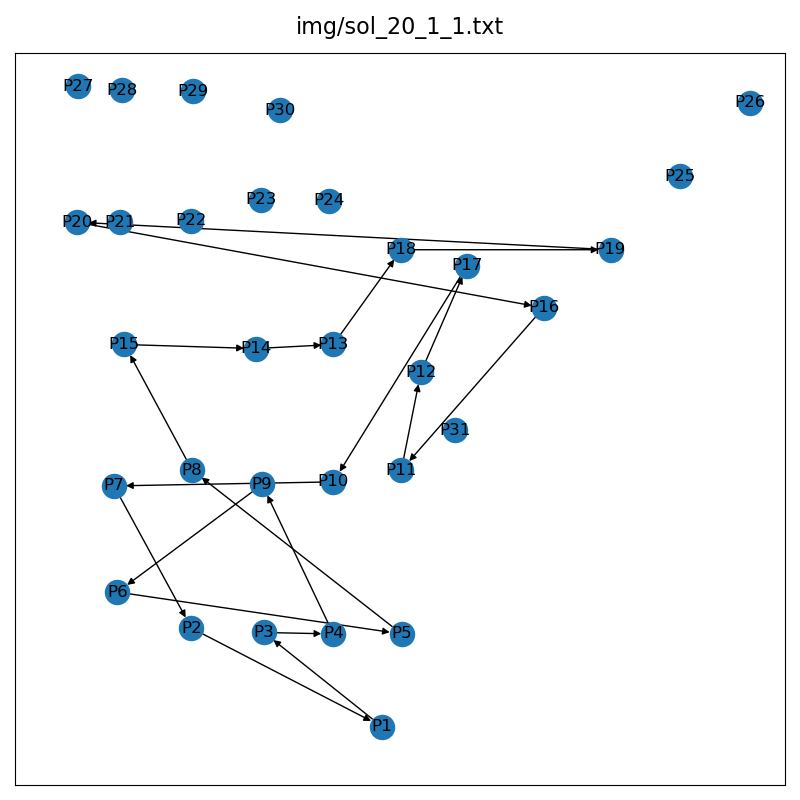 img/sol_20_1_1.txt
P27 P28 P29 P30 P26
P25
P23 P24
P20 P21 P22
P18 P19
P17
P16
P15 P14 P13
P12
P31
P8 P11
P7 P9 P10
P6
P2 P3 P4 P5
P1